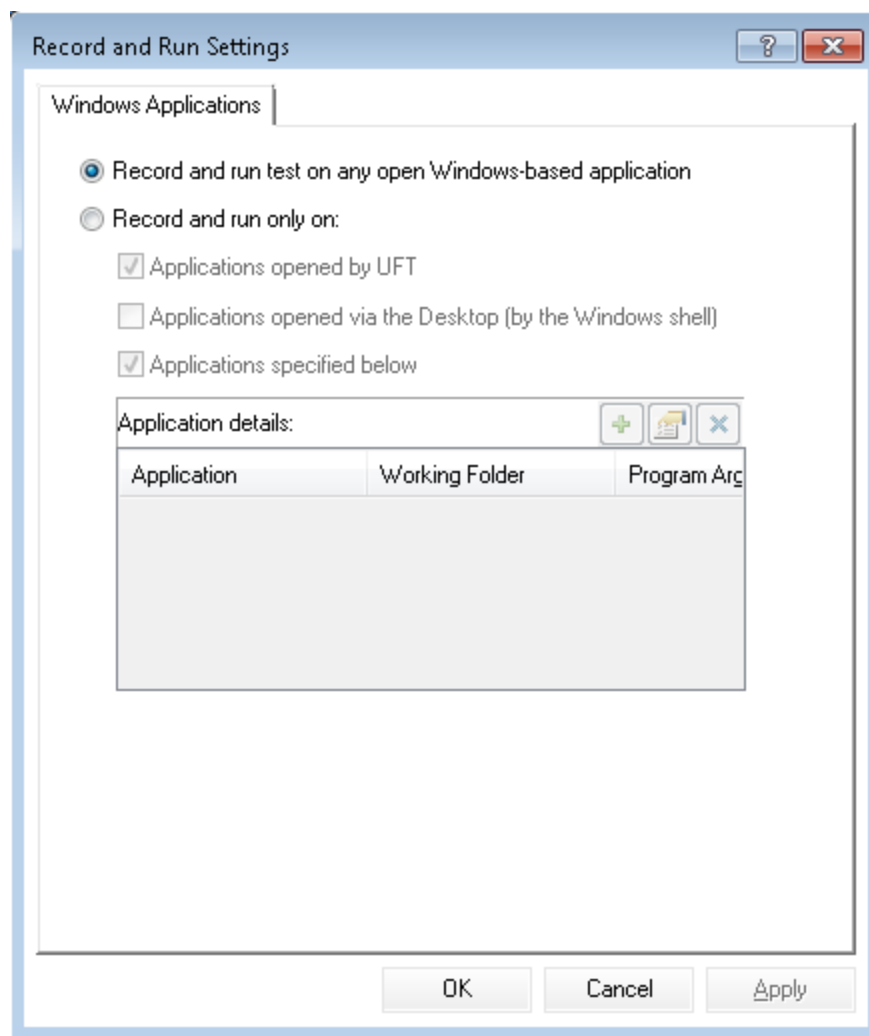 Record and Run Settings
Windows Applications
Record and run test on any open Windows-based application
Record and run only on:
Applications opened by UFT
Applications opened via the Desktop (by the Windows shell)
Applications specified below
Application details:
Application Working Folder Program Arg
OK Cancel Apply